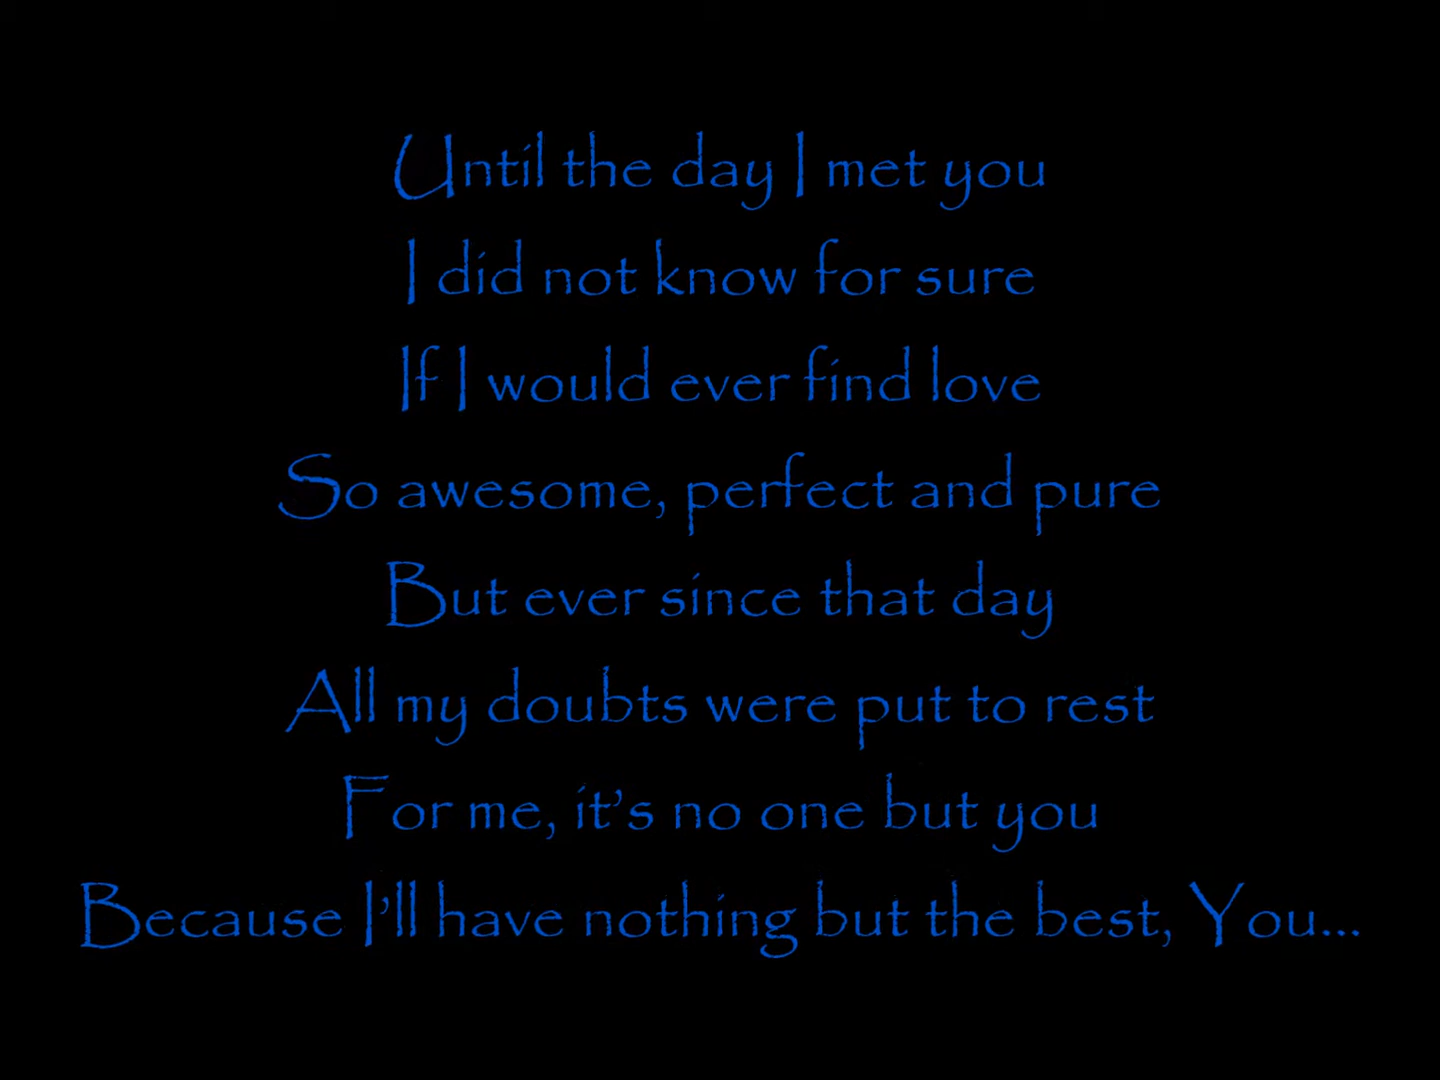 Until the day I met you
I did not know for sure
If I would ever find love
So awesome, perfect and pure
But ever since that day
All my doubts were put to rest
For me, it’s no one but you
Because I’ll have nothing but the best, You...